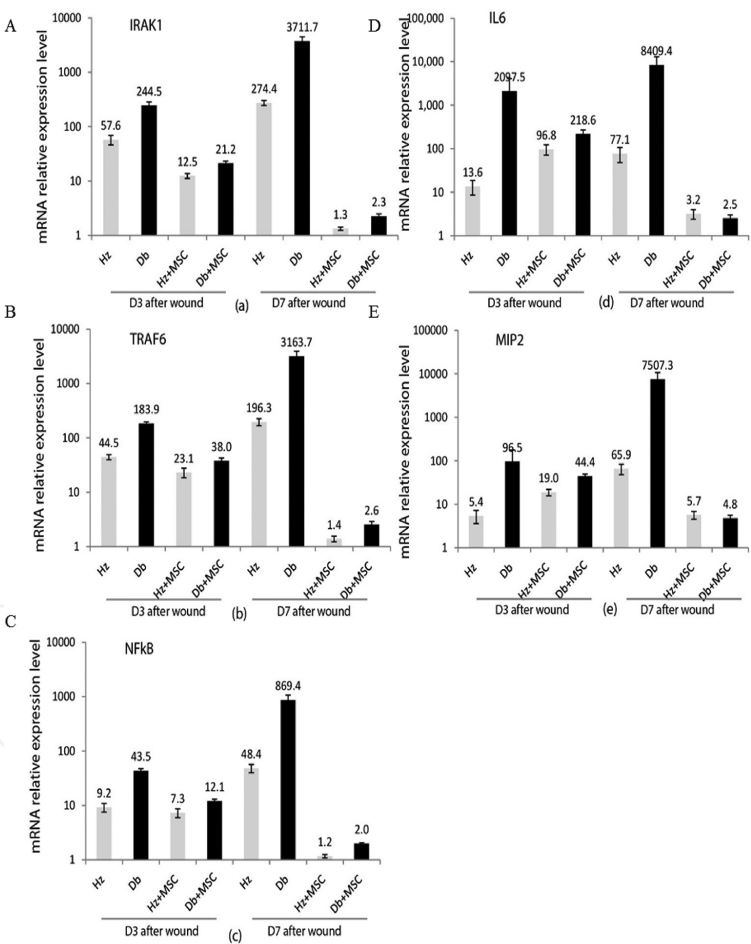 A
IRAK1
mRNA relative expression level
10000
1000
100
10
1
57.6
244.5
12.5
21.2
274.4
3711.7
1.3
2.3
Hz
Db
Hz+MSC
Db+MSC
Hz
Db
Hz+MSC
Db+MSC
D3 after wound
(a)
D7 after wound
D
IL6
mRNA relative expression level
100,000
10,000
1,000
100
10
1
13.6
2097.5
96.8
218.6
77.1
8409.4
3.2
2.5
Hz
Db
Hz+MSC
Db+MSC
Hz
Db
Hz+MSC
Db+MSC
D3 after wound
(d)
D7 after wound
B
TRAF6
mRNA relative expression level
10000
1000
100
10
1
44.5
183.9
23.1
38.0
196.3
3163.7
1.4
2.6
Hz
Db
Hz+MSC
Db+MSC
Hz
Db
Hz+MSC
Db+MSC
D3 after wound
(b)
D7 after wound
E
MIP2
mRNA relative expression level
100000
10000
1000
100
10
1
5.4
96.5
19.0
44.4
65.9
7507.3
5.7
4.8
Hz
Db
Hz+MSC
Db+MSC
Hz
Db
Hz+MSC
Db+MSC
D3 after wound
(e)
D7 after wound
C
NFkB
mRNA relative expression level
10000
1000
100
10
1
9.2
43.5
7.3
12.1
48.4
869.4
1.2
2.0
Hz
Db
Hz+MSC
Db+MSC
Hz
Db
Hz+MSC
Db+MSC
D3 after wound
(c)
D7 after wound